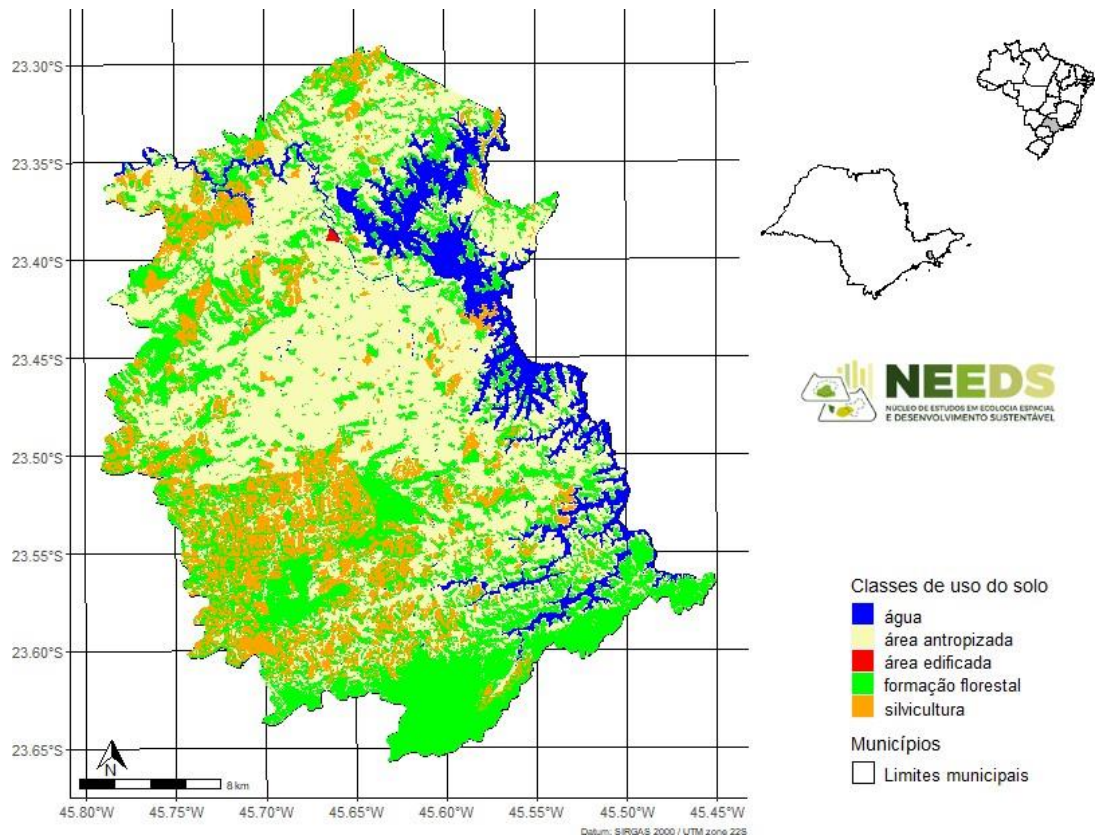 23.30°S
23.35°S
23.40°S
23.45°S
23.50°S
23.55°S
23.60°S
23.65°S
N
8 km
45.80°W 45.75°W 45.70°W 45.65°W 45.60°W 45.55°W 45.50°W 45.45°W
Datum: SIRGAS 2000 / UTM zone 22S
NEEDS
NÚCLEO DE ESTUDOS EM ECOLOGIA ESPACIAL
E DESENVOLVIMENTO SUSTENTÁVEL
Classes de uso do solo
água
área antropizada
área edificada
formação florestal
silvicultura
Municípios
Limites municipais